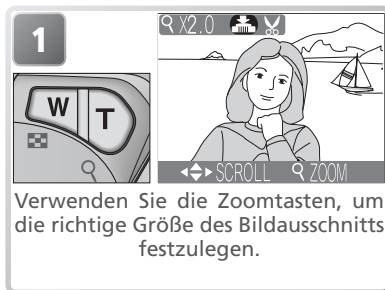 1
X2.0
W T
SCROLL ZOOM
Verwenden Sie die Zoomtasten, um
die richtige Größe des Bildausschnitts
festzulegen.